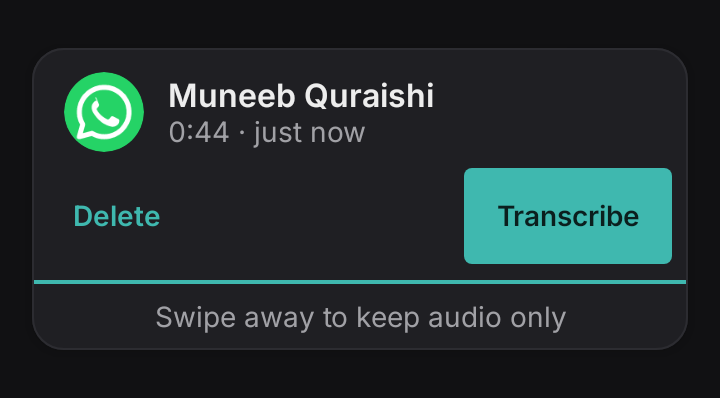 Muneeb Quraishi
0:44 · just now
Delete
Transcribe
Swipe away to keep audio only